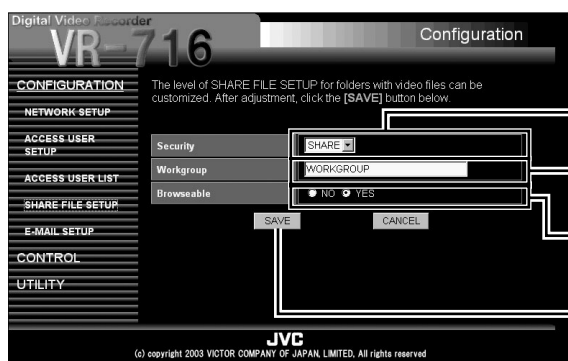 Digital Video Recorder
VR-716
Configuration
CONFIGURATION
NETWORK SETUP
ACCESS USER
SETUP
ACCESS USER LIST
SHARE FILE SETUP
E-MAIL SETUP
CONTROL
UTILITY
The level of SHARE FILE SETUP for folders with video files can be
customized. After adjustment, click the [SAVE] button below.
Security
SHARE
Workgroup
WORKGROUP
Browseable
NO YES
SAVE
CANCEL
JVC
(c) copyright 2003 VICTOR COMPANY OF JAPAN, LIMITED, All rights reserved